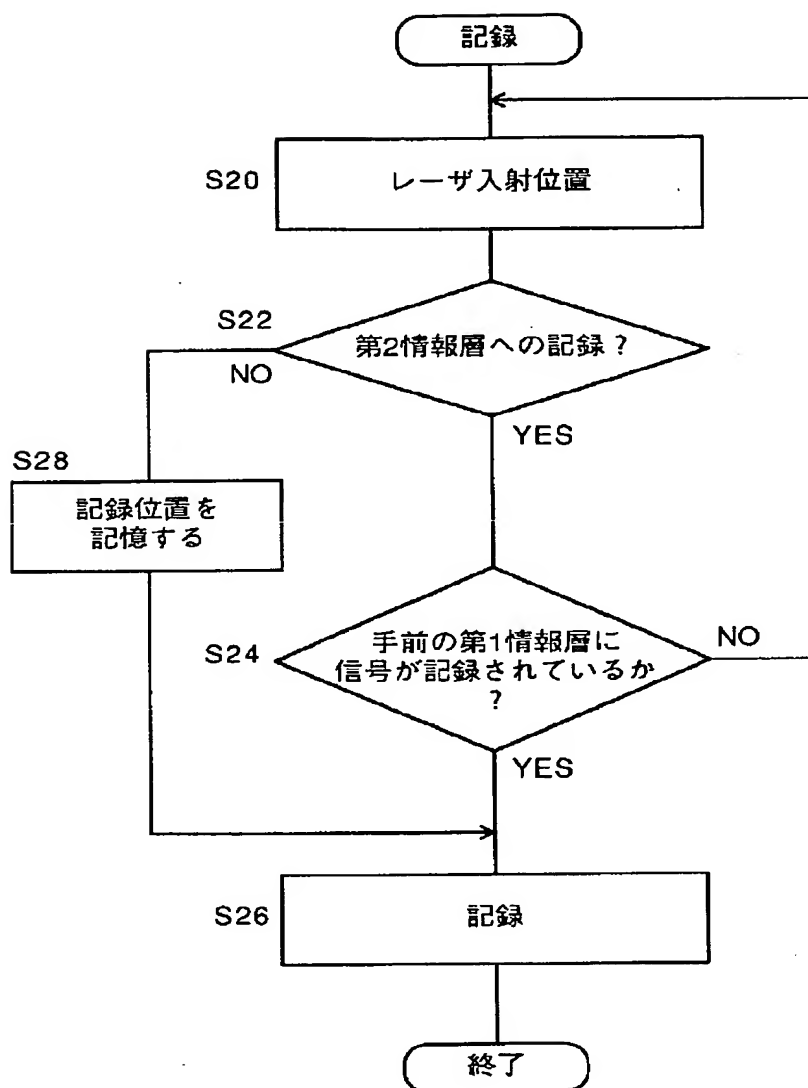 記録
S20
レーザ入射位置
S22
第2情報層への記録？
NO
YES
S28
記録位置を
記憶する
S24
手前の第1情報層に
信号が記録されているか
？
NO
YES
S26
記録
終了